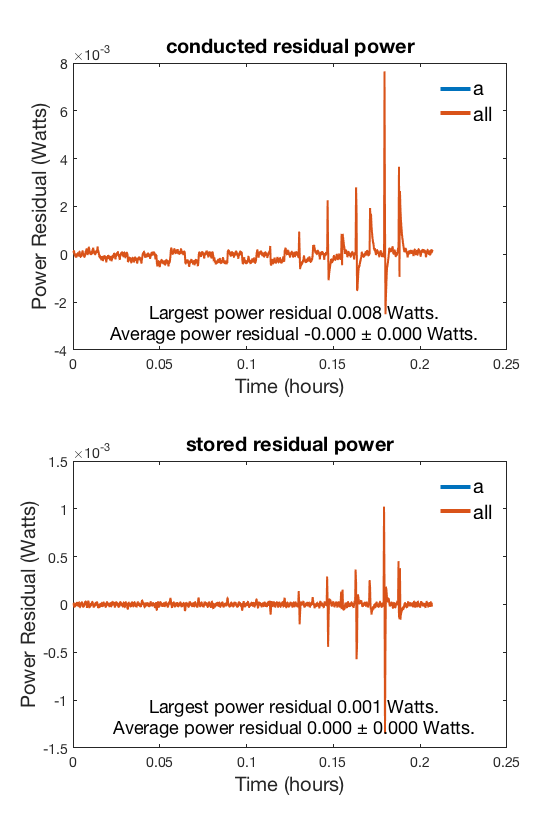 conducted residual power
×10-3
8
6
4
2
0
-2
-4
Power Residual (Watts)
a
all
Largest power residual 0.008 Watts.
Average power residual -0.000 ± 0.000 Watts.
0 0.05 0.1 0.15 0.2 0.25
Time (hours)
stored residual power
×10-3
1.5
1
0.5
0
-0.5
-1
-1.5
Power Residual (Watts)
a
all
Largest power residual 0.001 Watts.
Average power residual 0.000 ± 0.000 Watts.
0 0.05 0.1 0.15 0.2 0.25
Time (hours)